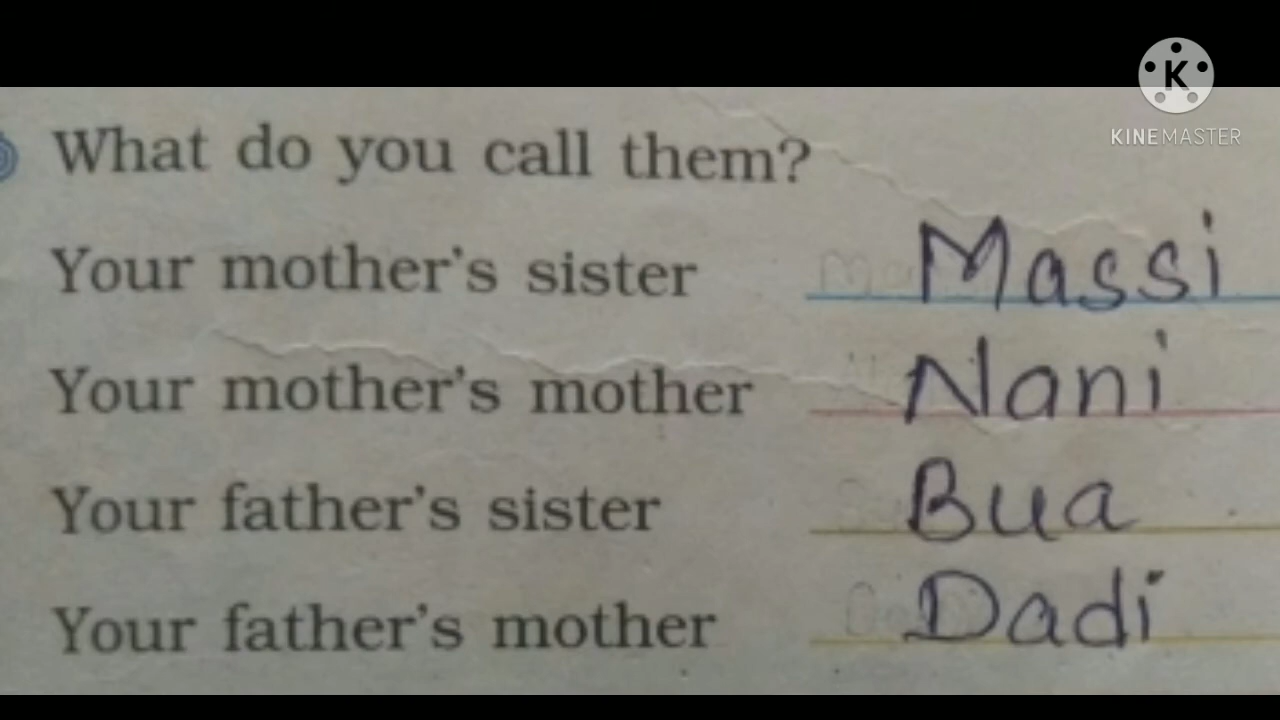 K
KINEMASTER
What do you call them?
Your mother's sister Massi
Your mother's mother Nani
Your father's sister Bua
Your father's mother Dadi